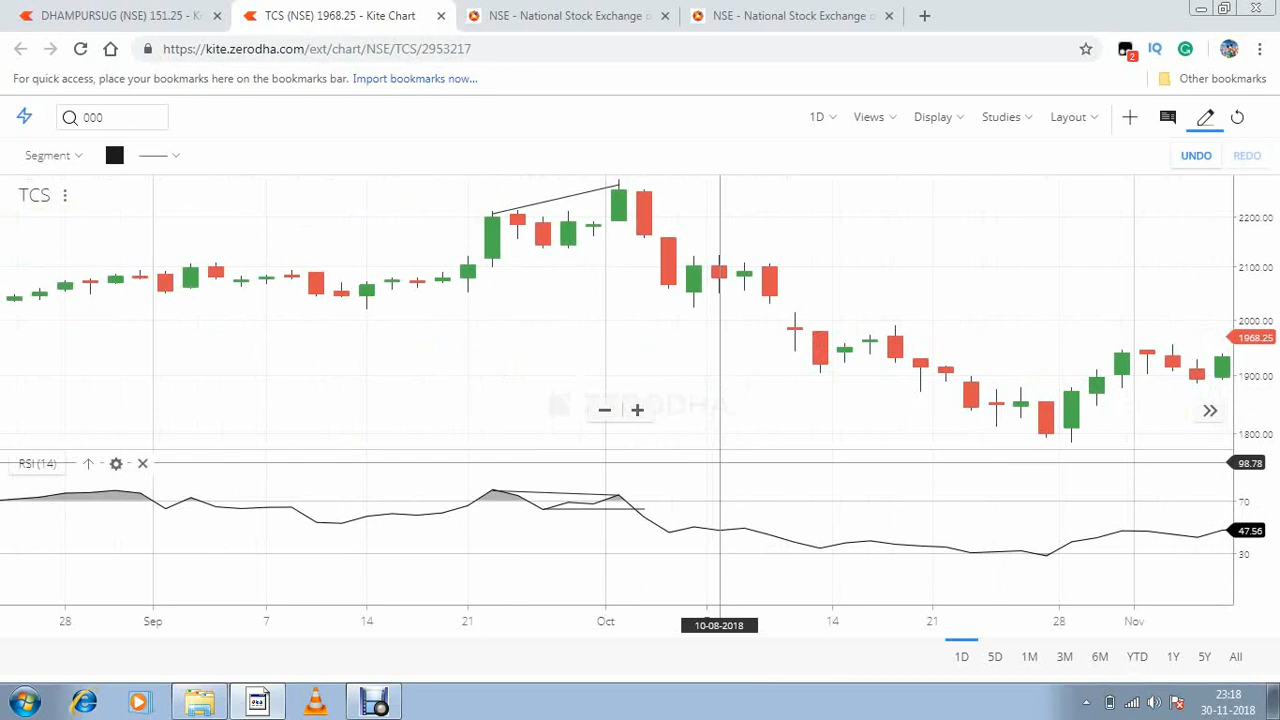 DHAMPURSUG (NSE) 151.25 - K
TCS (NSE) 1968.25 - Kite Chart
NSE - National Stock Exchange o
NSE - National Stock Exchange o
https://kite.zerodha.com/ext/chart/NSE/TCS/2953217
2
IQ
For quick access, place your bookmarks here on the bookmarks bar. Import bookmarks now...
Other bookmarks
000
1D
Views
Display
Studies
Layout
Segment
UNDO
REDO
TCS
2200.00
2100.00
2000.00
1968.25
1900.00
1800.00
ZERODHA
RSI (14)
98.78
70
47.56
30
28
Sep
7
14
21
Oct
10-08-2018
14
21
28
Nov
1D
5D
1M
3M
6M
YTD
1Y
5Y
All
23:18
30-11-2018